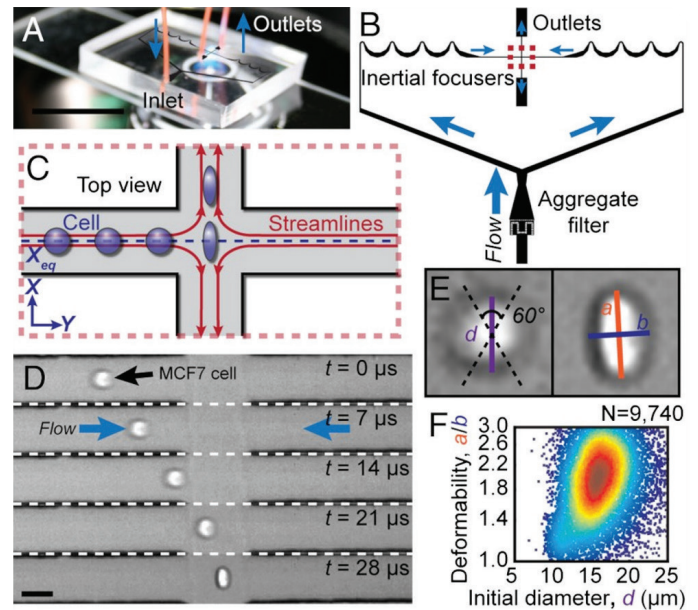 A
Outlets
Inlet
B
Outlets
Inertial focusers
Flow
Aggregate
filter
C
Top view
Cell
Streamlines
Xeq
X
Y
D
MCF7 cell
t = 0 μs
Flow
t = 7 μs
t = 14 μs
t = 21 μs
t = 28 μs
E
d
60°
a
b
F
N=9,740
Deformability, a/b
3.0
2.6
2.2
1.8
1.4
1.0
5
10
15
20
25
Initial diameter, d (μm)